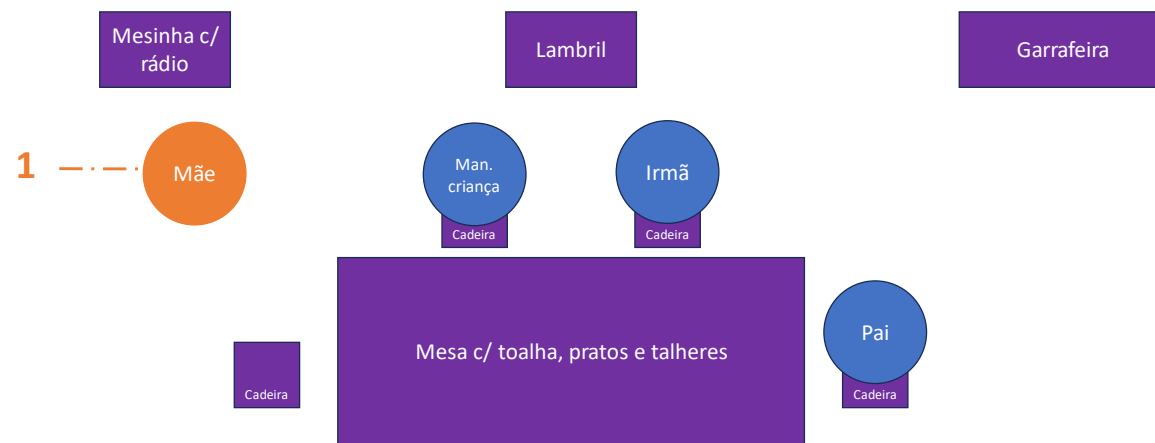 Mesinha c/
rádio
Lambril
Garrafeira
1
Mãe
Man.
criança
Irmã
Cadeira
Cadeira
Mesa c/ toalha, pratos e talheres
Pai
Cadeira
Cadeira